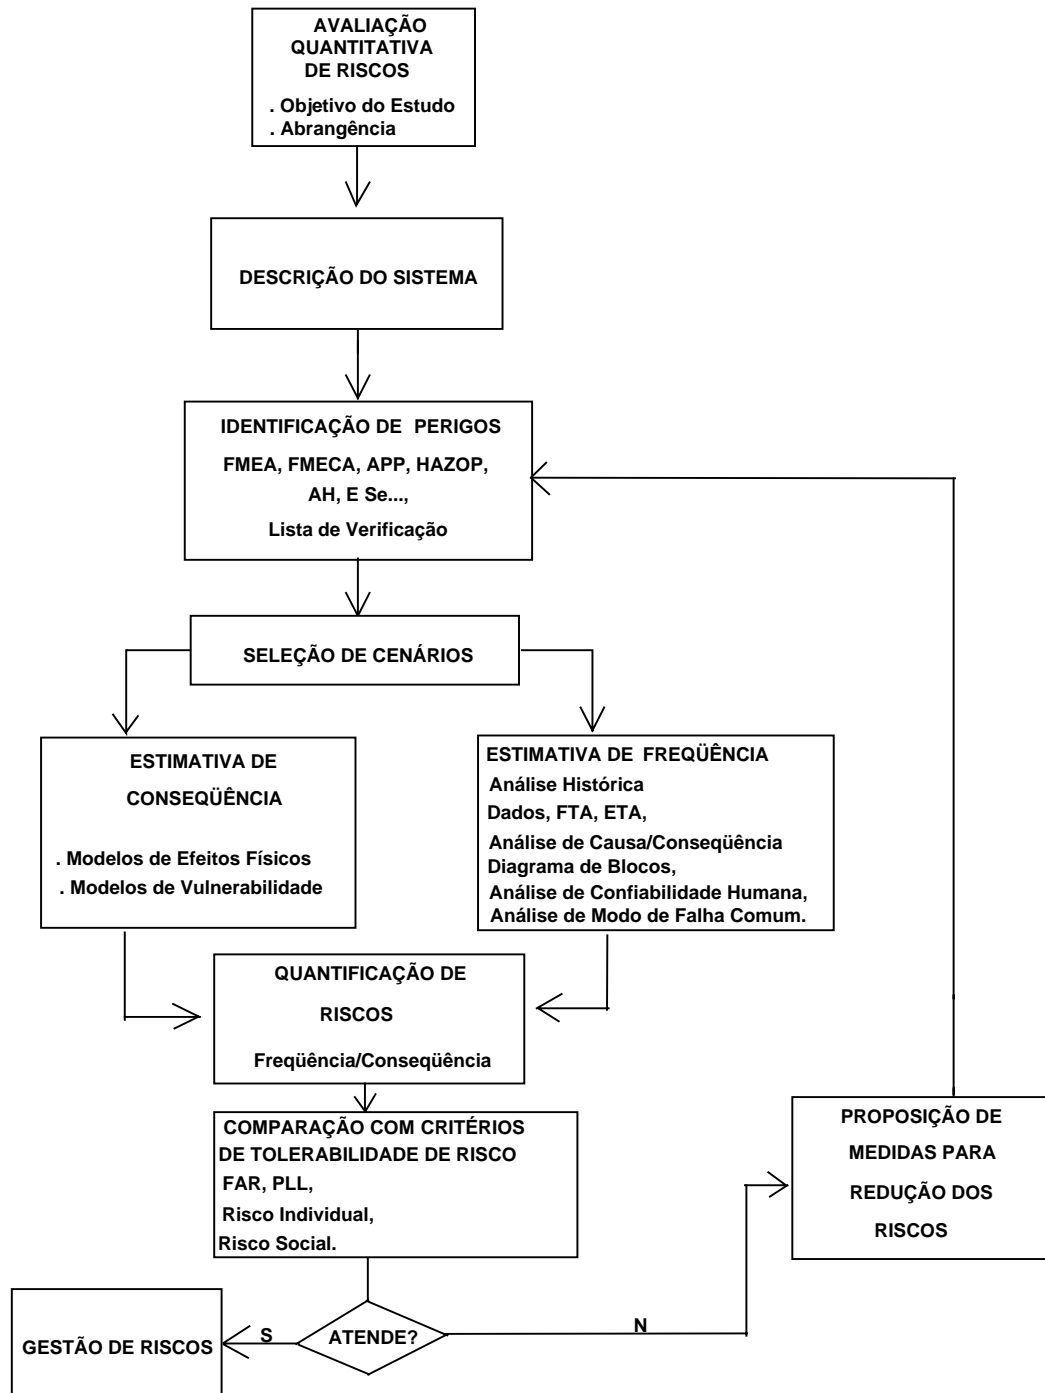 AVALIAÇÃO
QUANTITATIVA
DE RISCOS
. Objetivo do Estudo
. Abrangência
DESCRIÇÃO DO SISTEMA
IDENTIFICAÇÃO DE PERIGOS
FMEA, FMECA, APP, HAZOP,
AH, E Se...,
Lista de Verificação
SELEÇÃO DE CENÁRIOS
ESTIMATIVA DE
CONSEQÜÊNCIA
. Modelos de Efeitos Físicos
. Modelos de Vulnerabilidade
ESTIMATIVA DE FREQÜÊNCIA
Análise Histórica
Dados, FTA, ETA,
Análise de Causa/Conseqüência
Diagrama de Blocos,
Análise de Confiabilidade Humana,
Análise de Modo de Falha Comum.
QUANTIFICAÇÃO DE
RISCOS
Freqüência/Conseqüência
COMPARAÇÃO COM CRITÉRIOS
DE TOLERABILIDADE DE RISCO
FAR, PLL,
Risco Individual,
Risco Social.
PROPOSIÇÃO DE
MEDIDAS PARA
REDUÇÃO DOS
RISCOS
ATENDE?
S
N
GESTÃO DE RISCOS